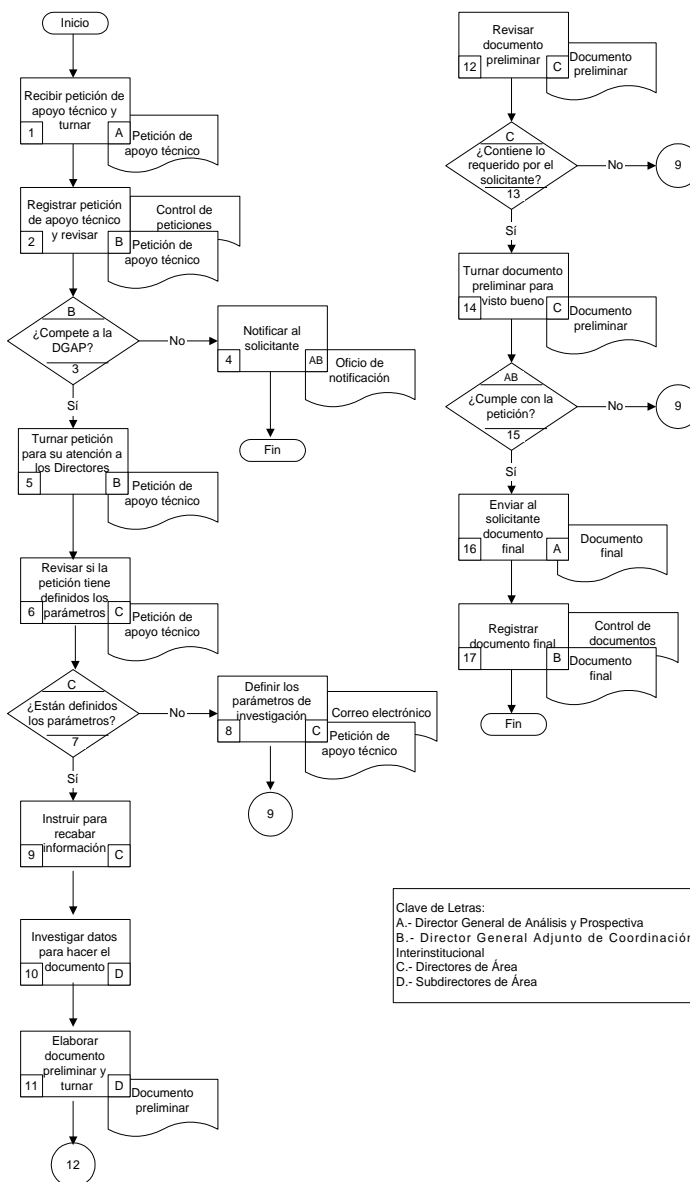 Inicio
Recibir petición de
apoyo técnico y
turnar
1
A
Petición de
apoyo técnico
Registrar petición
de apoyo técnico
y revisar
2
B
Control de
peticiones
Petición de
apoyo técnico
B
¿Compete a la
DGAP?
3
No
Notificar al
solicitante
4
AB
Oficio de
notificación
Fin
Sí
Turnar petición
para su atención a
los Directores
5
B
Petición de
apoyo técnico
Revisar si la
petición tiene
definidos los
parámetros
6
C
Petición de
apoyo técnico
C
¿Están definidos
los parámetros?
7
No
Definir los
parámetros de
investigación
8
C
Correo electrónico
Petición de
apoyo técnico
9
Sí
Instruir para
recabar
información
9
C
Investigar datos
para hacer el
documento
10
D
Elaborar
documento
preliminar y
turnar
11
D
Documento
preliminar
12
Revisar
documento
preliminar
12
C
Documento
preliminar
C
¿Contiene lo
requerido por el
solicitante?
13
No
9
Sí
Turnar documento
preliminar para
visto bueno
14
C
Documento
preliminar
AB
¿Cumple con la
petición?
15
No
9
Sí
Enviar al
solicitante
documento
final
16
A
Documento
final
Registrar
documento final
17
B
Control de
documentos
Documento
final
Fin
Clave de Letras:
A.- Director General de Análisis y Prospectiva
B.- Director General Adjunto de Coordinación
Interinstitucional
C.- Directores de Área
D.- Subdirectores de Área